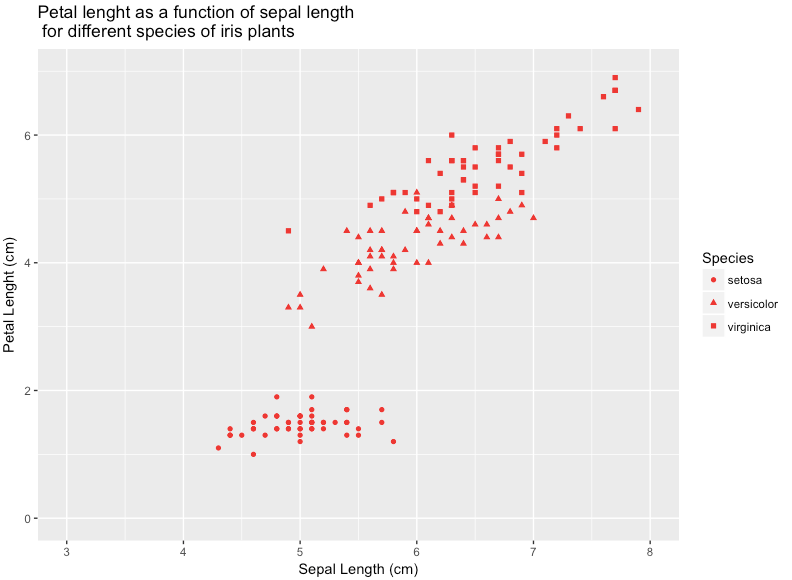 Petal lenght as a function of sepal length
for different species of iris plants
Petal Lenght (cm)
6
4
2
0
3 4 5 6 7 8
Sepal Length (cm)
Species
setosa
versicolor
virginica